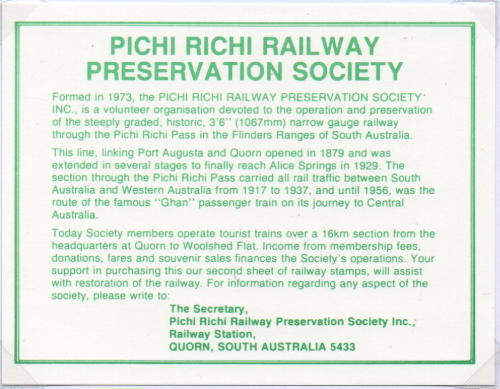 PICHI RICHI RAILWAY
PRESERVATION SOCIETY
Formed in 1973, the PICHI RICHI RAILWAY PRESERVATION SOCIETY
INC., is a volunteer organisation devoted to the operation and preservation
of the steeply graded, historic, 3'6'' (1067mm) narrow gauge railway
through the Pichi Richi Pass in the Flinders Ranges of South Australia.
This line, linking Port Augusta and Quorn opened in 1879 and was
extended in several stages to finally reach Alice Springs in 1929. The
section through the Pichi Richi Pass carried all rail traffic between South
Australia and Western Australia from 1917 to 1937, and until 1956, was the
route of the famous "Ghan" passenger train on its journey to Central
Australia.
Today Society members operate tourist trains over a 16km section from the
headquarters at Quorn to Woolshed Flat. Income from membership fees,
donations, fares and souvenir sales finances the Society's operations. Your
support in purchasing this our second sheet of railway stamps, will assist
with restoration of the railway. For information regarding any aspect of the
society, please write to:
The Secretary,
Pichi Richi Railway Preservation Society Inc.,
Railway Station,
QUORN, SOUTH AUSTRALIA 5433